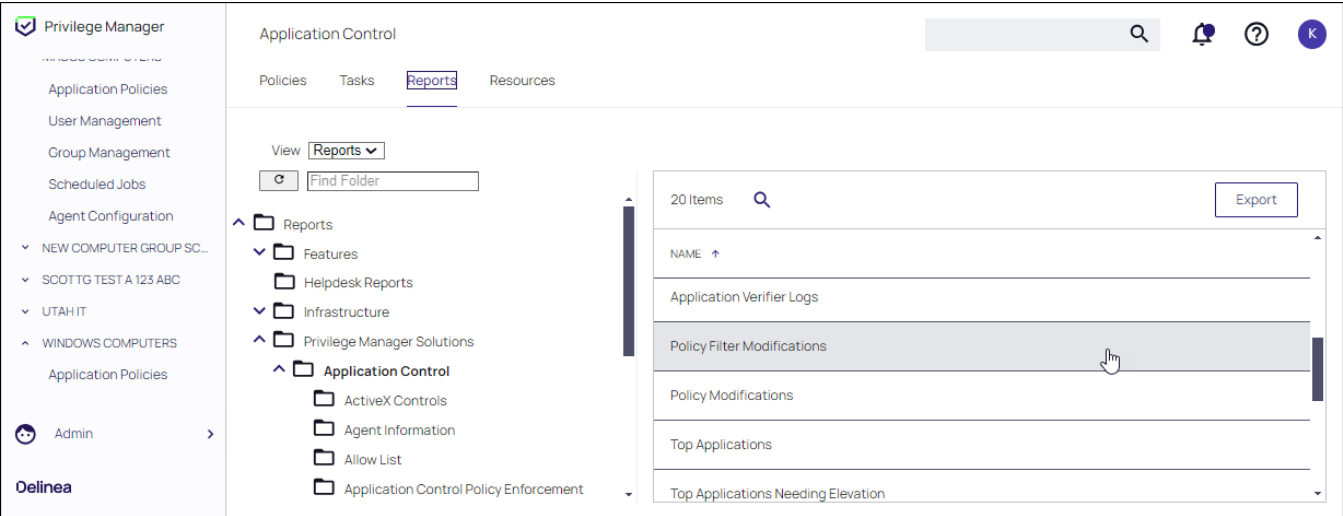 Privilege Manager
Application Policies
User Management
Group Management
Scheduled Jobs
Agent Configuration
NEW COMPUTER GROUP SC...
SCOTTG TEST A 123 ABC
UTAH IT
WINDOWS COMPUTERS
Application Policies
Admin
Delinea
Application Control
K
Policies Tasks Reports Resources
View Reports
Find Folder
Reports
Features
Helpdesk Reports
Infrastructure
Privilege Manager Solutions
Application Control
ActiveX Controls
Agent Information
Allow List
Application Control Policy Enforcement
20 Items
Export
NAME
Application Verifier Logs
Policy Filter Modifications
Policy Modifications
Top Applications
Top Applications Needing Elevation